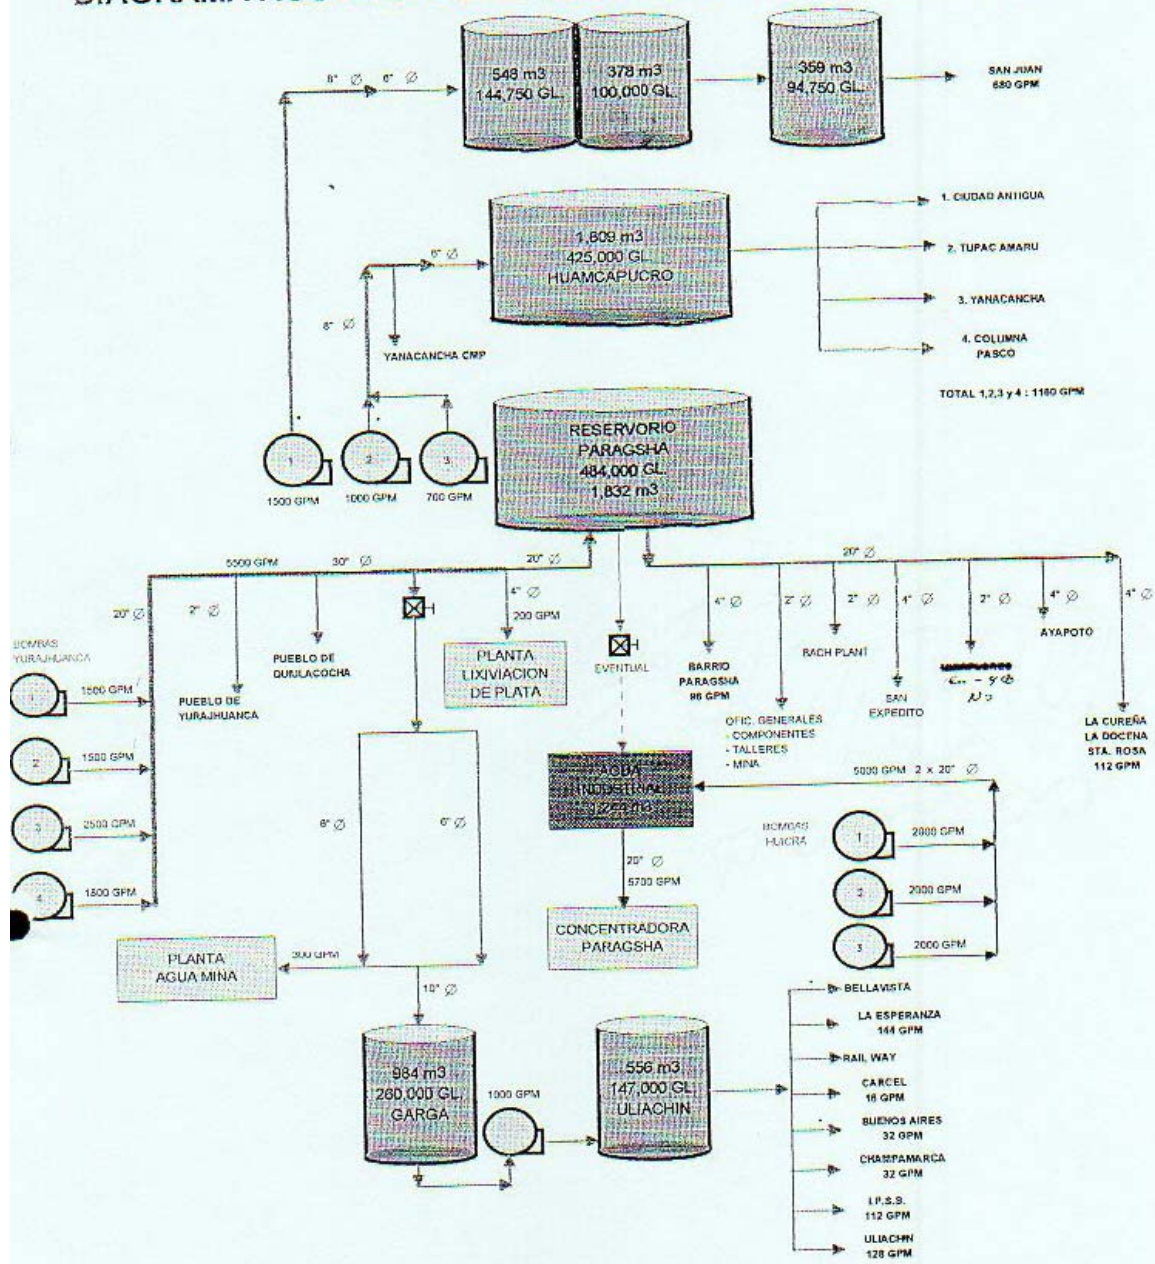 8" Ø 6" Ø
548 m3
144,750 GL.
378 m3
100,000 GL.
359 m3
94,750 GL.
SAN JUAN
680 GPM
1,609 m3
425,000 GL.
HUAMCAPUCRO
6" Ø
8" Ø
YANACANCHA CMP
1. CIUDAD ANTIGUA
2. TUPAC AMARU
3. YANACANCHA
4. COLUMNA
PASCO
TOTAL 1,2,3 y 4 : 1160 GPM
1
2
3
1500 GPM
1000 GPM
700 GPM
RESERVORIO
PARAGSHA
484,000 GL.
1,832 m3
5500 GPM
30" Ø
20" Ø
20" Ø
20" Ø
2" Ø
4" Ø
200 GPM
BOMBAS
YURAJHUANCA
1
1500 GPM
2
1500 GPM
3
2500 GPM
4
1800 GPM
PUEBLO DE
YURAJHUANCA
PUEBLO DE
QUIULACOCHA
PLANTA
LIXIVIACION
DE PLATA
EVENTUAL
4" Ø
BARRIO
PARAGSHA
96 GPM
2" Ø
OFIC. GENERALES
- COMPONENTES
- TALLERES
- MINA
2" Ø
RACH PLANT
4" Ø
SAN
EXPEDITO
2" Ø
4" Ø
AYAPOTO
4" Ø
LA CUREÑA
LA DOCENA
STA. ROSA
112 GPM
AGUA
INDUSTRIAL
5000 GPM 2 x 20" Ø
BOMBAS
HUICRA
1
2000 GPM
2
2000 GPM
3
2000 GPM
20" Ø
5700 GPM
CONCENTRADORA
PARAGSHA
6" Ø
6" Ø
300 GPM
PLANTA
AGUA MINA
10" Ø
984 m3
260,000 GL.
GARGA
1000 GPM
556 m3
147,000 GL.
ULIACHIN
BELLAVISTA
LA ESPERANZA
144 GPM
RAIL WAY
CARCEL
16 GPM
BUENOS AIRES
32 GPM
CHAMPAMARCA
32 GPM
I.P.S.S.
112 GPM
ULIACHIN
128 GPM